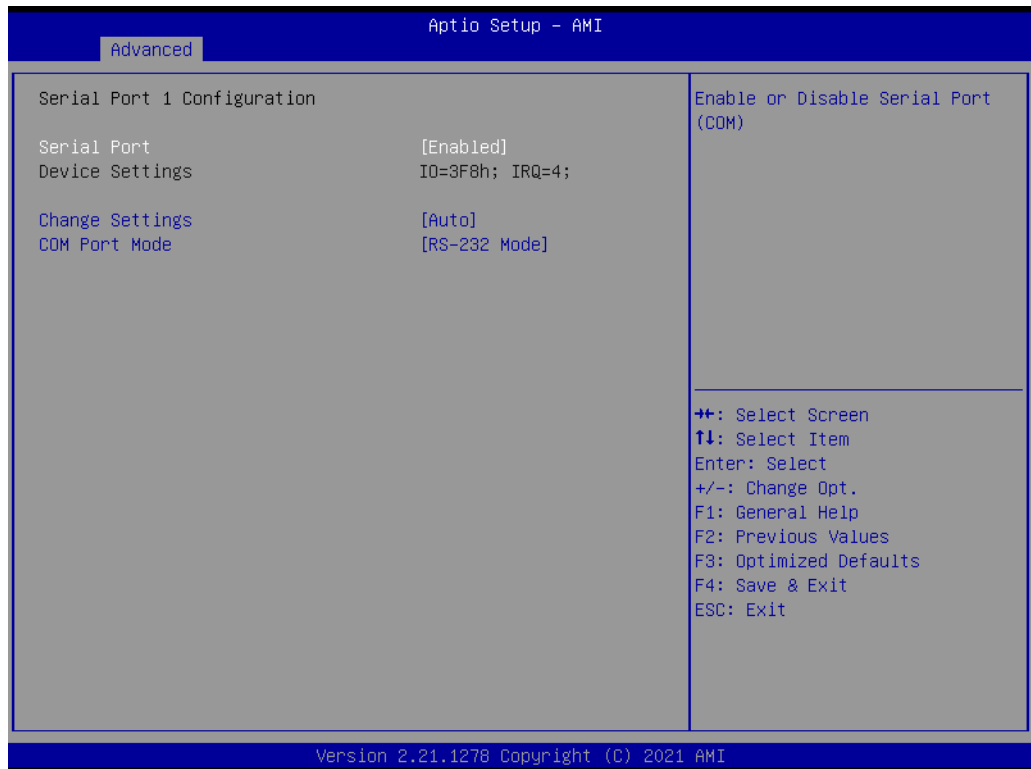 Aptio Setup – AMI
Advanced
Serial Port 1 Configuration
Serial Port [Enabled]
Device Settings IO=3F8h; IRQ=4;
Change Settings [Auto]
COM Port Mode [RS-232 Mode]
Enable or Disable Serial Port
(COM)
→←: Select Screen
↑↓: Select Item
Enter: Select
+/-: Change Opt.
F1: General Help
F2: Previous Values
F3: Optimized Defaults
F4: Save & Exit
ESC: Exit
Version 2.21.1278 Copyright (C) 2021 AMI